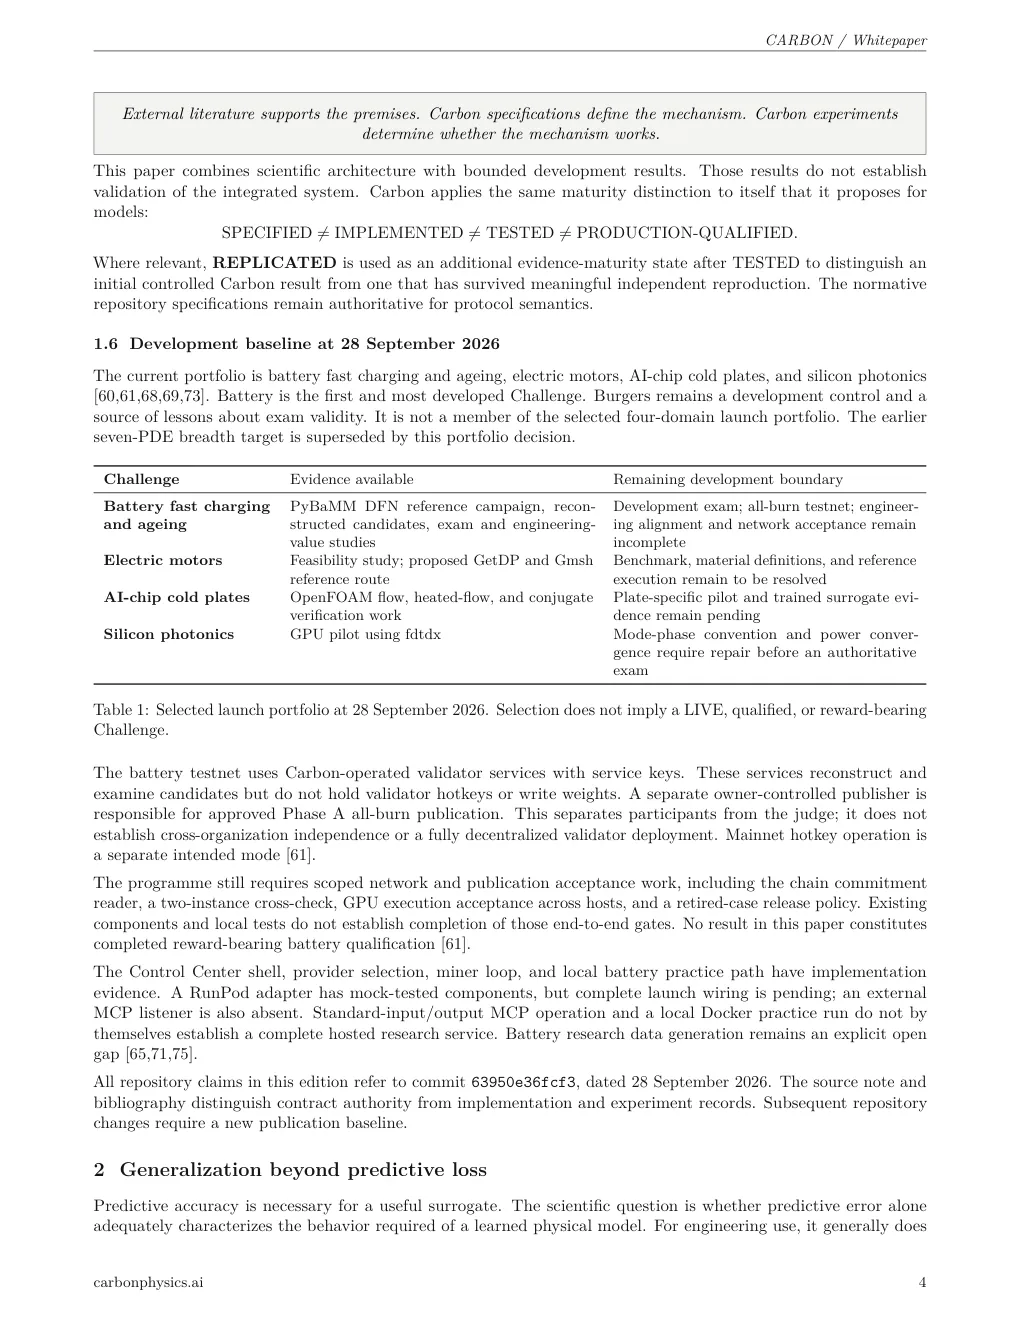 CARBON / Whitepaper
External literature supports the premises. Carbon specifications define the mechanism. Carbon experiments
determine whether the mechanism works.
This paper combines scientific architecture with bounded development results. Those results do not establish
validation of the integrated system. Carbon applies the same maturity distinction to itself that it proposes for
models:
SPECIFIED ≠ IMPLEMENTED ≠ TESTED ≠ PRODUCTION-QUALIFIED.
Where relevant, REPLICATED is used as an additional evidence-maturity state after TESTED to distinguish an
initial controlled Carbon result from one that has survived meaningful independent reproduction. The normative
repository specifications remain authoritative for protocol semantics.
1.6 Development baseline at 28 September 2026
The current portfolio is battery fast charging and ageing, electric motors, AI-chip cold plates, and silicon photonics
[60,61,68,69,73]. Battery is the first and most developed Challenge. Burgers remains a development control and a
source of lessons about exam validity. It is not a member of the selected four-domain launch portfolio. The earlier
seven-PDE breadth target is superseded by this portfolio decision.
Challenge Evidence available Remaining development boundary
Battery fast charging PyBaMM DFN reference campaign, recon- Development exam; all-burn testnet; engineer-
and ageing structed candidates, exam and engineering- ing alignment and network acceptance remain
value studies incomplete
Electric motors Feasibility study; proposed GetDP and Gmsh Benchmark, material definitions, and reference
reference route execution remain to be resolved
AI-chip cold plates OpenFOAM flow, heated-flow, and conjugate Plate-specific pilot and trained surrogate evi-
verification work dence remain pending
Silicon photonics GPU pilot using fdtdx Mode-phase convention and power conver-
gence require repair before an authoritative
exam
Table 1: Selected launch portfolio at 28 September 2026. Selection does not imply a LIVE, qualified, or reward-bearing
Challenge.
The battery testnet uses Carbon-operated validator services with service keys. These services reconstruct and
examine candidates but do not hold validator hotkeys or write weights. A separate owner-controlled publisher is
responsible for approved Phase A all-burn publication. This separates participants from the judge; it does not
establish cross-organization independence or a fully decentralized validator deployment. Mainnet hotkey operation is
a separate intended mode [61].
The programme still requires scoped network and publication acceptance work, including the chain commitment
reader, a two-instance cross-check, GPU execution acceptance across hosts, and a retired-case release policy. Existing
components and local tests do not establish completion of those end-to-end gates. No result in this paper constitutes
completed reward-bearing battery qualification [61].
The Control Center shell, provider selection, miner loop, and local battery practice path have implementation
evidence. A RunPod adapter has mock-tested components, but complete launch wiring is pending; an external
MCP listener is also absent. Standard-input/output MCP operation and a local Docker practice run do not by
themselves establish a complete hosted research service. Battery research data generation remains an explicit open
gap [65,71,75].
All repository claims in this edition refer to commit 63950e36fcf3, dated 28 September 2026. The source note and
bibliography distinguish contract authority from implementation and experiment records. Subsequent repository
changes require a new publication baseline.
2 Generalization beyond predictive loss
Predictive accuracy is necessary for a useful surrogate. The scientific question is whether predictive error alone
adequately characterizes the behavior required of a learned physical model. For engineering use, it generally does
carbonphysics.ai 4